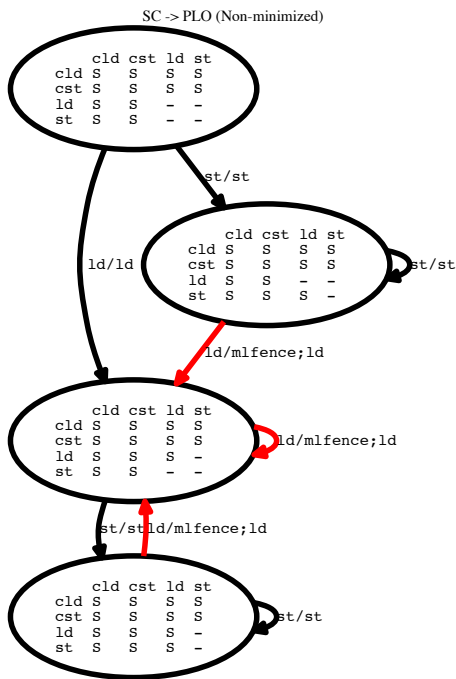 SC -> PLO (Non-minimized)
cld cst ld st
cld S S S S
cst S S S S
ld S S - -
st S S - -
st/st
cld cst ld st
cld S S S S
cst S S S S
ld S S - -
st S S S -
st/st
ld/ld
ld/mlfence;ld
cld cst ld st
cld S S S S
cst S S S S
ld S S S -
st S S - -
ld/mlfence;ld
st/st
ld/mlfence;ld
cld cst ld st
cld S S S S
cst S S S S
ld S S S -
st S S S -
st/st